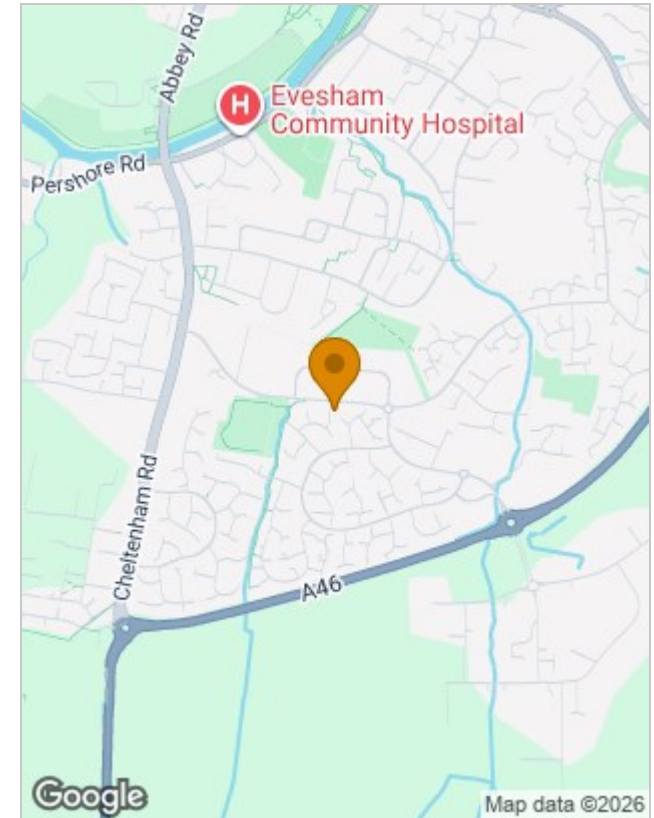 Abbey Rd
H
Evesham
Community Hospital
Pershore Rd
Cheltenham Rd
A46
Google
Map data ©2026